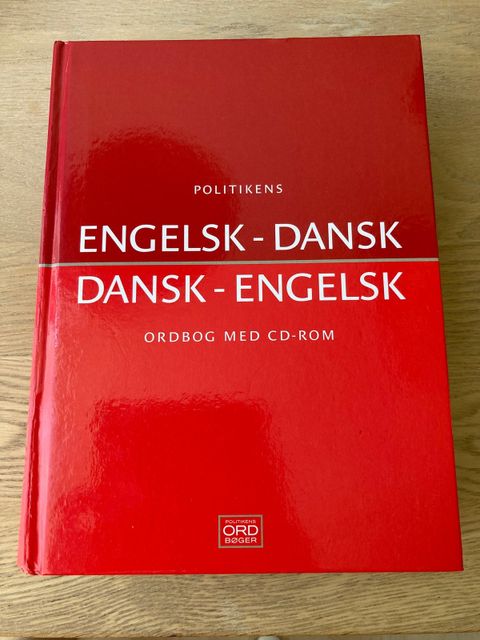 POLITIKENS
ENGELSK - DANSK
DANSK - ENGELSK
ORDBOG MED CD-ROM
POLITIKENS
ORD
BØGER